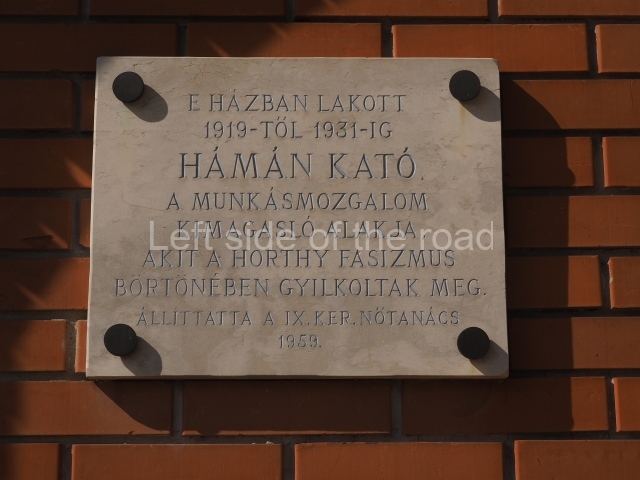 E HÁZBAN LAKOTT
1919-TŐL 1931-IG
HÁMÁN KATÓ.
A MUNKÁSMOZGALOM
KIMAGASLÓ ALAKJA
Left side of the road
AKIT A HORTHY FASIZMUS
BÖRTÖNÉBEN GYILKOLTAK MEG.
ÁLLÍTTATTA A IX. KER. NŐTANÁCS
1959.